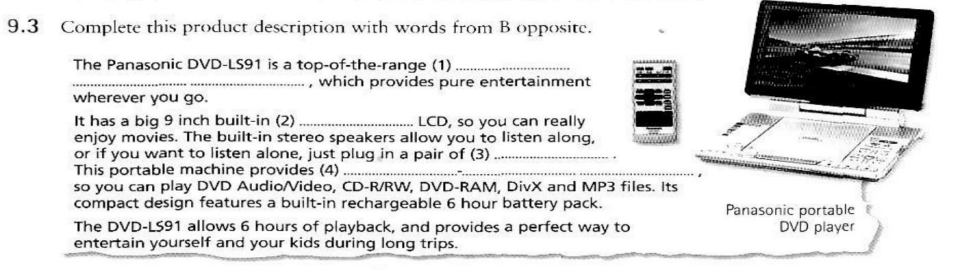 9.3 Complete this product description with words from B opposite.
The Panasonic DVD-LS91 is a top-of-the-range (1) ..............................
.............................. .............................. , which provides pure entertainment
wherever you go.
It has a big 9 inch built-in (2) .............................. LCD, so you can really
enjoy movies. The built-in stereo speakers allow you to listen along,
or if you want to listen alone, just plug in a pair of (3) .............................. .
This portable machine provides (4) ..............................-.............................. .............................. ,
so you can play DVD Audio/Video, CD-R/RW, DVD-RAM, DivX and MP3 files. Its
compact design features a built-in rechargeable 6 hour battery pack.
The DVD-LS91 allows 6 hours of playback, and provides a perfect way to
entertain yourself and your kids during long trips.
Panasonic portable
DVD player